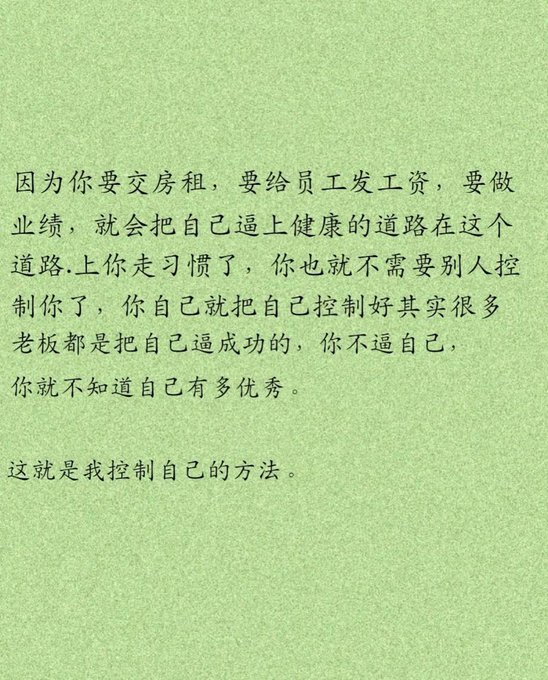 因为你要交房租，要给员工发工资，要做
业绩，就会把自己逼上健康的道路在这个
道路.上你走习惯了，你也就不需要别人控
制你了，你自己就把自己控制好其实很多
老板都是把自己逼成功的，你不逼自己，
你就不知道自己有多优秀。
这就是我控制自己的方法。